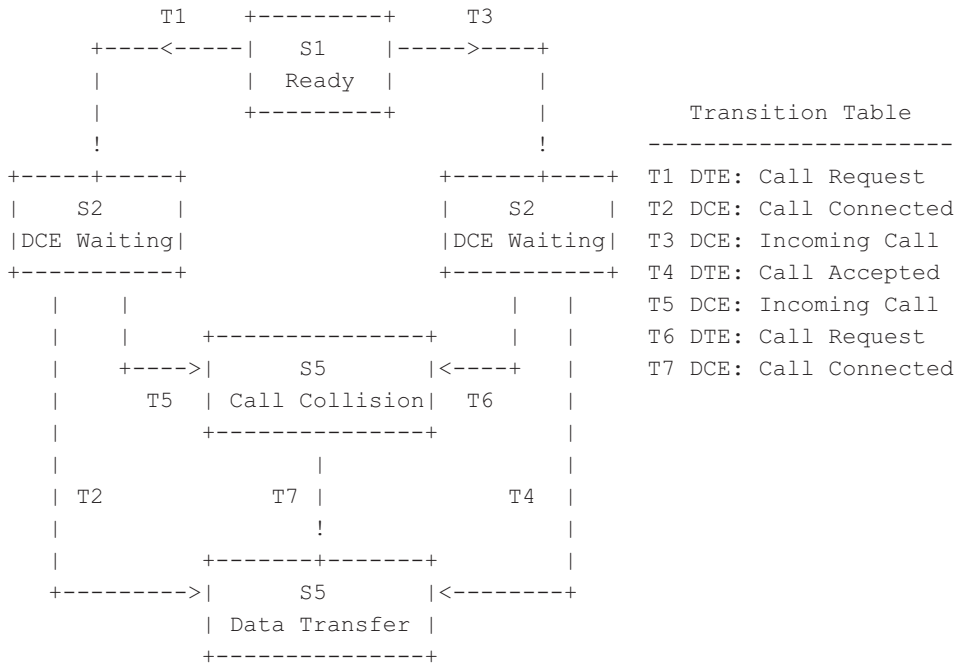 T1 +---------+ T3
+----<-----| S1 |----->----+
| | Ready | |
| +---------+ | Transition Table
! ! ----------------------
+-----+-----+ +------+----+ T1 DTE: Call Request
| S2 | | S2 | T2 DCE: Call Connected
|DCE Waiting| |DCE Waiting| T3 DCE: Incoming Call
+-----------+ +-----------+ T4 DTE: Call Accepted
| | | | T5 DCE: Incoming Call
| | +---------------+ | | T6 DTE: Call Request
| +---->| S5 |<----+ | T7 DCE: Call Connected
| T5 | Call Collision| T6 |
| +---------------+ |
| | |
| T2 T7 | T4 |
| ! |
| +-------+-------+ |
+--------->| S5 |<--------+
| Data Transfer |
+---------------+